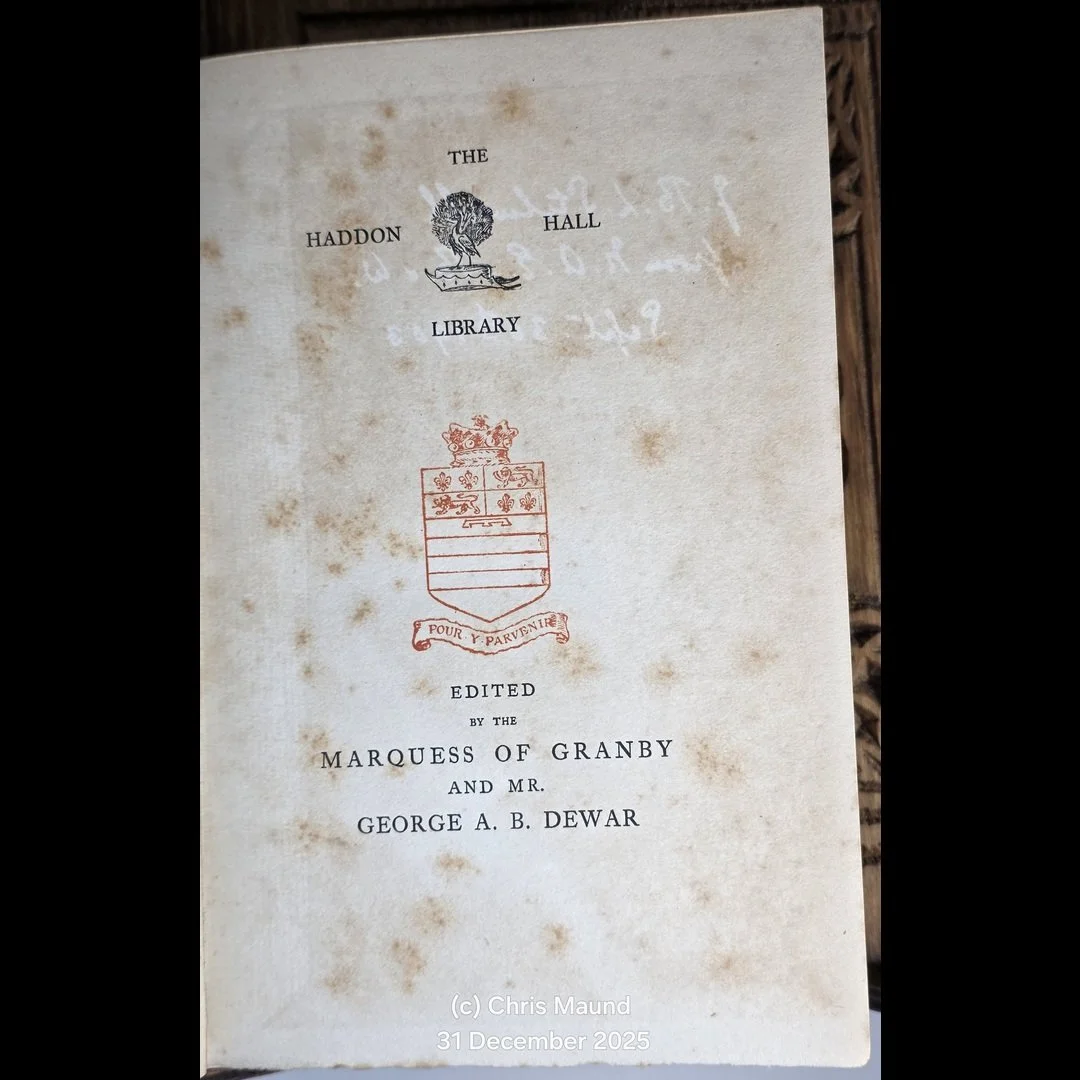 THE
HADDON HALL
LIBRARY
POUR·Y·PARVENIR
EDITED
BY THE
MARQUESS OF GRANBY
AND MR.
GEORGE A. B. DEWAR
(c) Chris Maund
31 December 2025